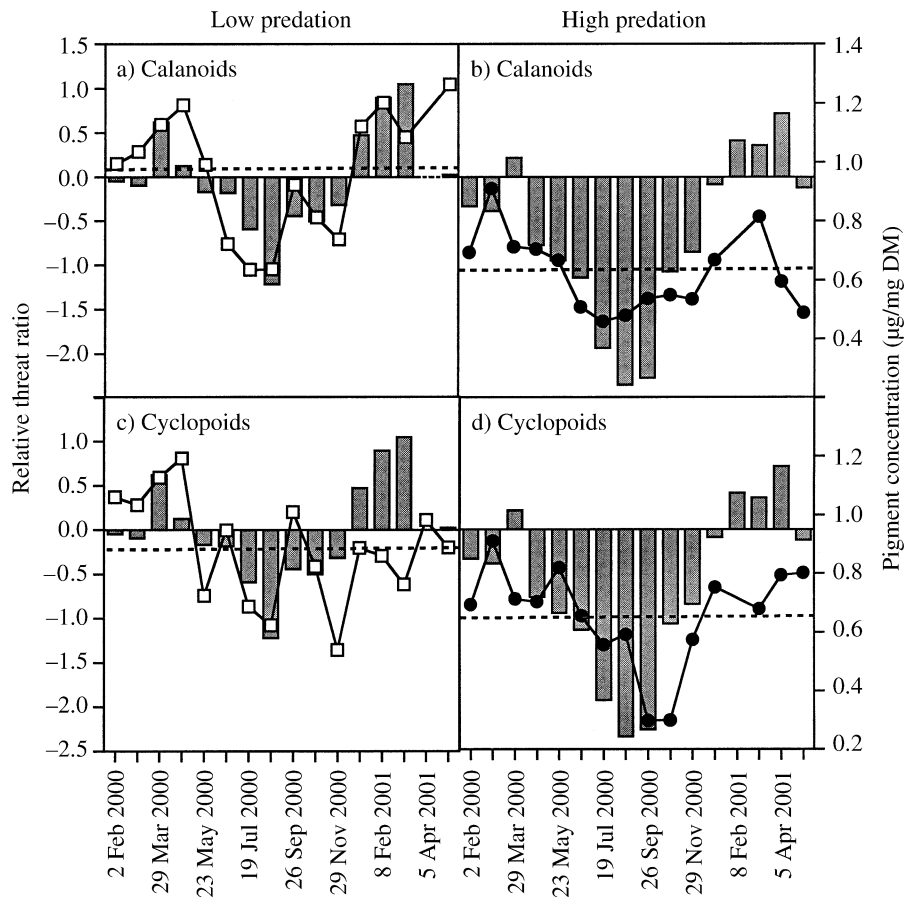 Low predation
High predation
a) Calanoids
b) Calanoids
c) Cyclopoids
d) Cyclopoids
1.5
1.0
0.5
0.0
−0.5
−1.0
−1.5
−2.0
1.0
0.5
0.0
−0.5
−1.0
−1.5
−2.0
−2.5
Relative threat ratio
1.4
1.2
1.0
0.8
0.6
0.4
1.2
1.0
0.8
0.6
0.4
0.2
Pigment concentration (µg/mg DM)
2 Feb 2000
29 Mar 2000
23 May 2000
19 Jul 2000
26 Sep 2000
29 Nov 2000
8 Feb 2001
5 Apr 2001
2 Feb 2000
29 Mar 2000
23 May 2000
19 Jul 2000
26 Sep 2000
29 Nov 2000
8 Feb 2001
5 Apr 2001